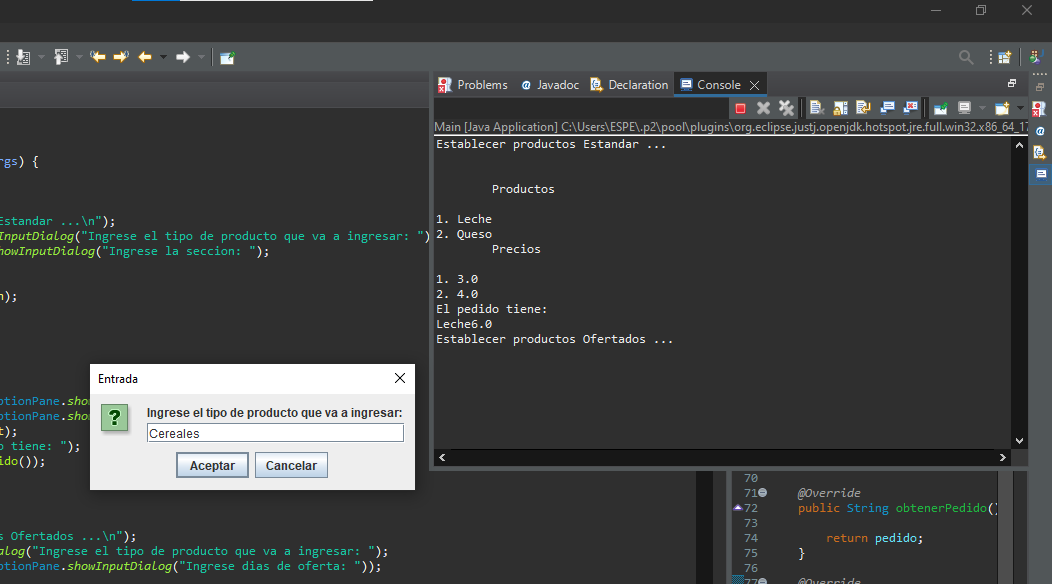 Problems
Javadoc
Declaration
Console
Main [Java Application] C:\Users\ESPE\.p2\pool\plugins\org.eclipse.justj.openjdk.hotspot.jre.full.win32.x86_64_17
Establecer productos Estandar ...
Productos
1. Leche
2. Queso
Precios
1. 3.0
2. 4.0
El pedido tiene:
Leche6.0
Establecer productos Ofertados ...
rgs) {
Estandar ...\n");
InputDialog("Ingrese el tipo de producto que va a ingresar: ")
howInputDialog("Ingrese la seccion: ");
n);
ptionPane.sho
ptionPane.sho
t);
o tiene: ");
ido());
Entrada
Ingrese el tipo de producto que va a ingresar:
Cereales
Aceptar
Cancelar
s Ofertados ...\n");
alog("Ingrese el tipo de producto que va a ingresar: ");
ptionPane.showInputDialog("Ingrese dias de oferta: "));
70
71 @Override
72 public String obtenerPedido()
73
74 return pedido;
75 }
76
77 @Override